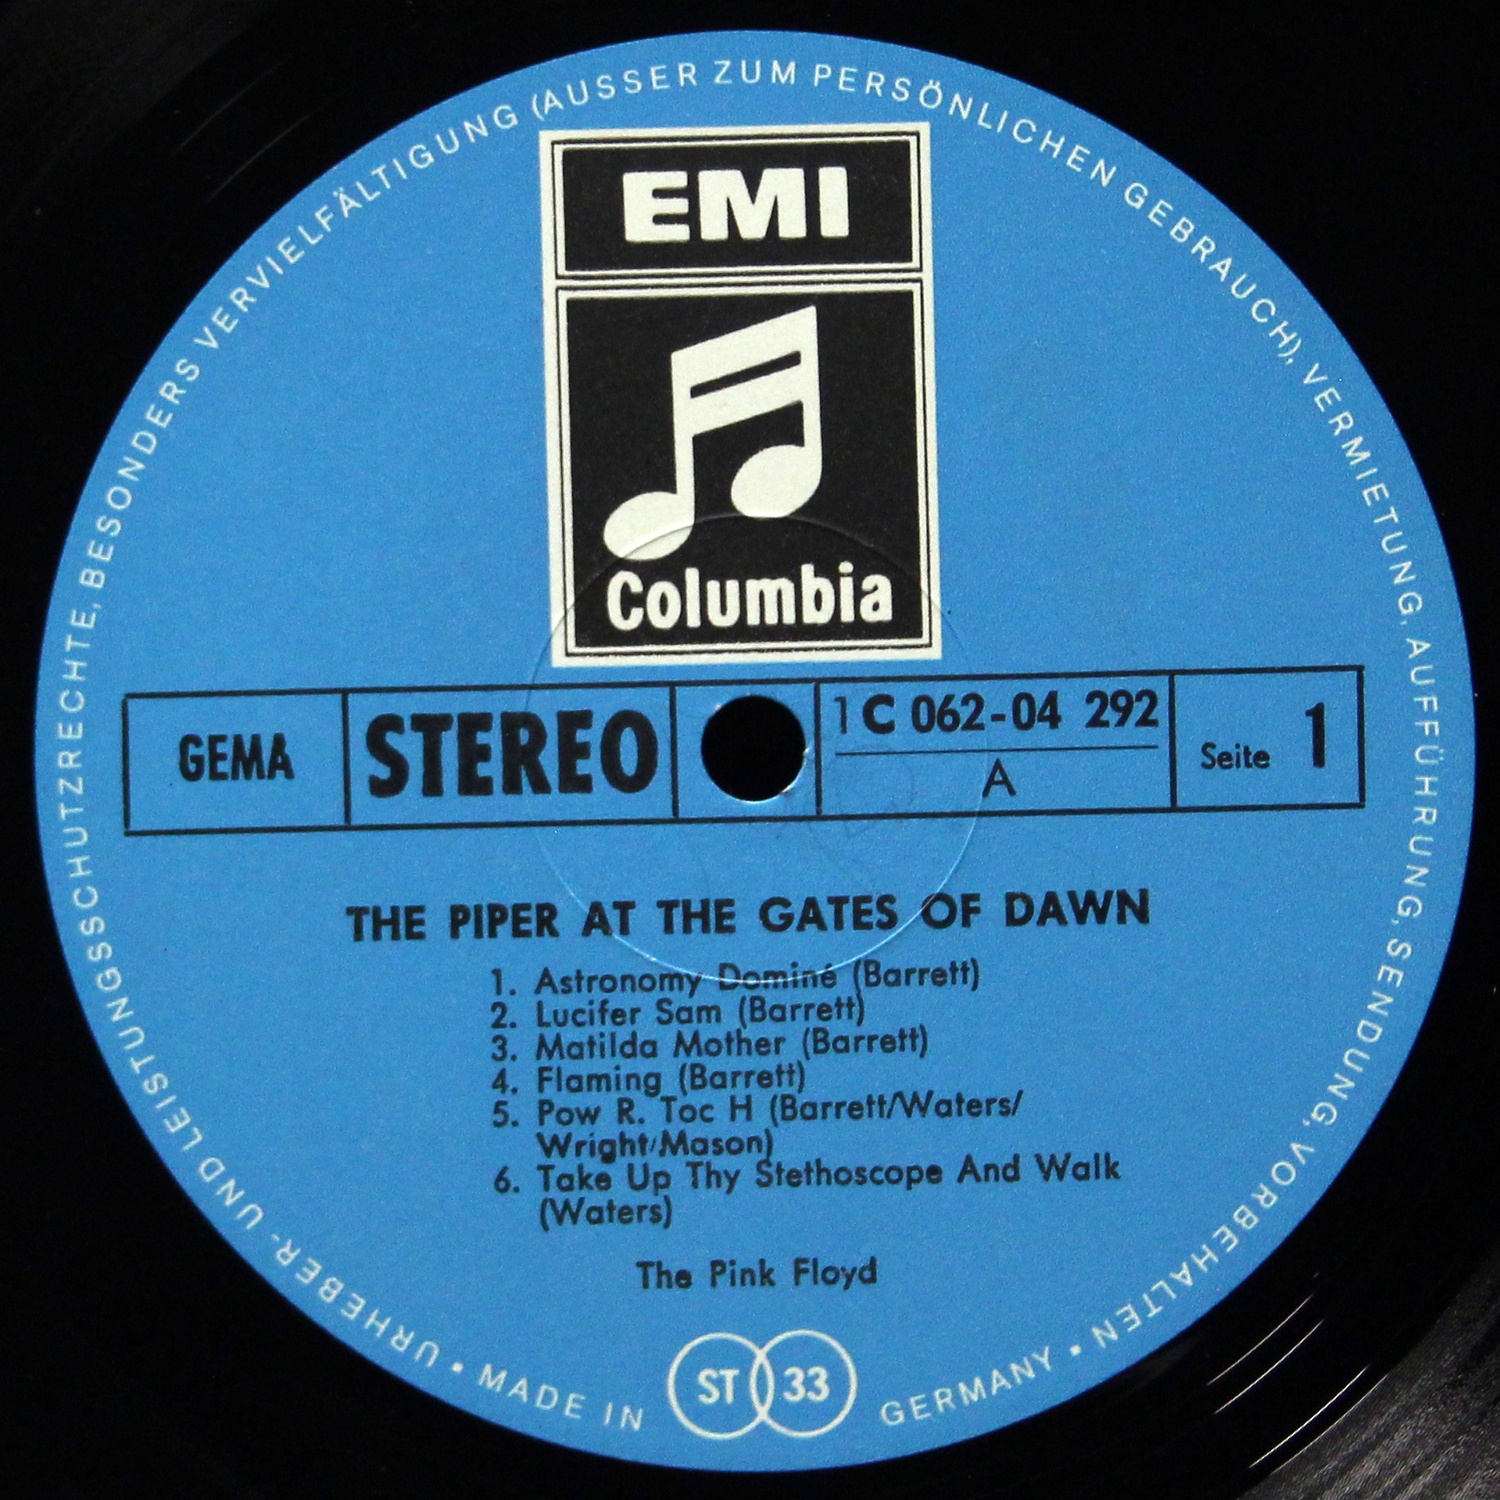 URHEBER- UND LEISTUNGSSCHUTZRECHTE, BESONDERS VERVIELFÄLTIGUNG (AUSSER ZUM PERSÖNLICHEN GEBRAUCH), VERMIETUNG, AUFFÜHRUNG, SENDUNG, VORBEHALTEN •
EMI
Columbia
GEMA
STEREO
1 C 062-04 292
A
Seite 1
THE PIPER AT THE GATES OF DAWN
1. Astronomy Dominé (Barrett)
2. Lucifer Sam (Barrett)
3. Matilda Mother (Barrett)
4. Flaming (Barrett)
5. Pow R. Toc H (Barrett/Waters/
Wright/Mason)
6. Take Up Thy Stethoscope And Walk
(Waters)
The Pink Floyd
ST 33
• MADE IN GERMANY